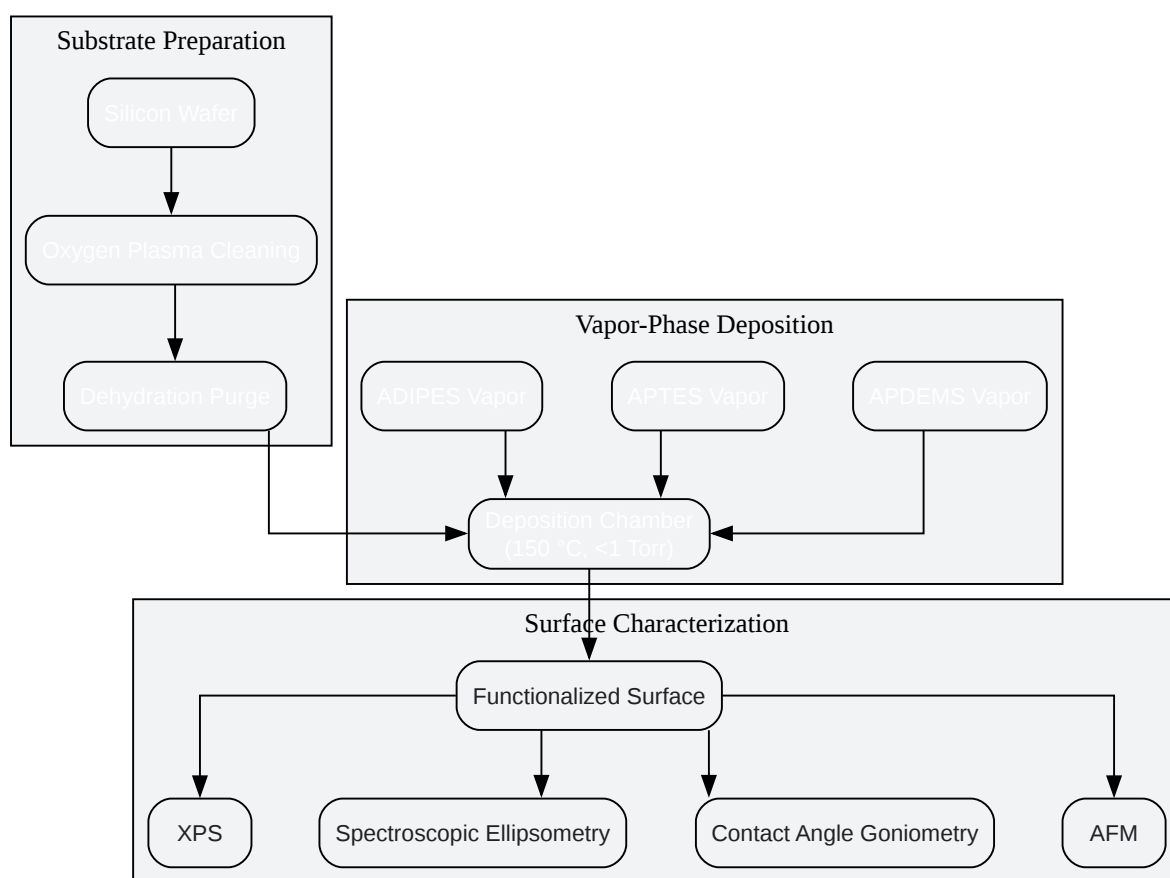 Substrate Preparation
Silicon Wafer
Oxygen Plasma Cleaning
Dehydration Purge
Vapor-Phase Deposition
ADIPES Vapor
APTES Vapor
APDEMS Vapor
Deposition Chamber
(150 °C, <1 Torr)
Surface Characterization
Functionalized Surface
XPS
Spectroscopic Ellipsometry
Contact Angle Goniometry
AFM